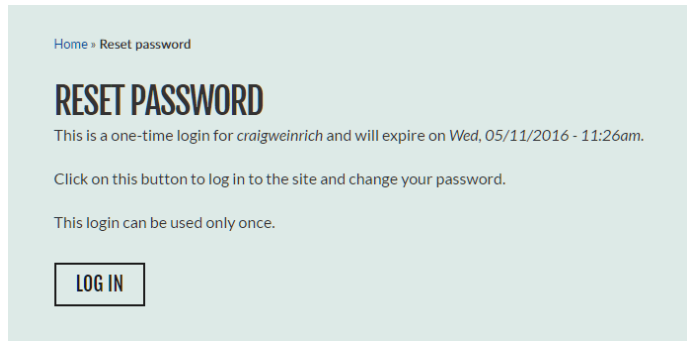 Home » Reset password
RESET PASSWORD
This is a one-time login for craigweinrich and will expire on Wed, 05/11/2016 - 11:26am.
Click on this button to log in to the site and change your password.
This login can be used only once.
LOG IN